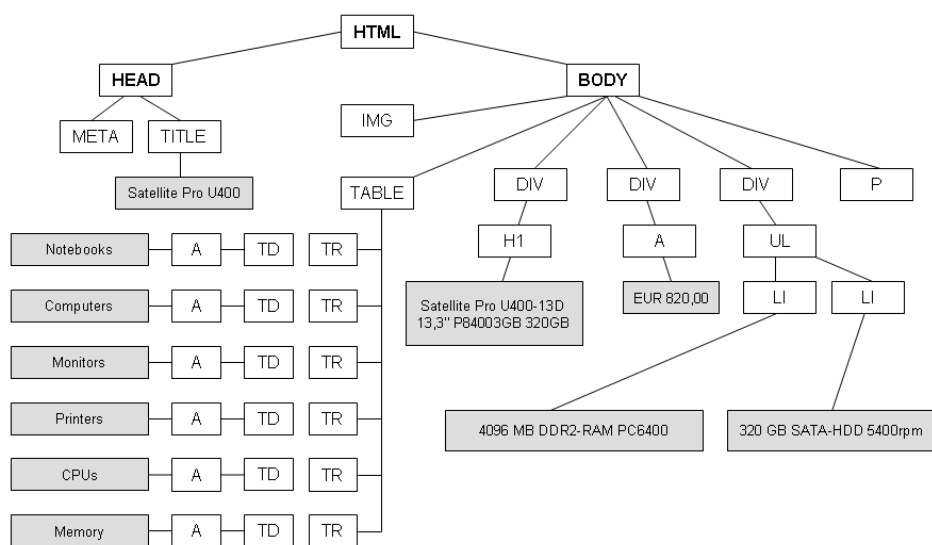 HTML
HEAD
BODY
META
TITLE
IMG
Satellite Pro U400
TABLE
DIV
DIV
DIV
P
Notebooks
A
TD
TR
H1
A
UL
Computers
A
TD
TR
Satellite Pro U400-13D
13,3" P84003GB 320GB
EUR 820,00
LI
LI
Monitors
A
TD
TR
Printers
A
TD
TR
4096 MB DDR2-RAM PC6400
320 GB SATA-HDD 5400rpm
CPUs
A
TD
TR
Memory
A
TD
TR